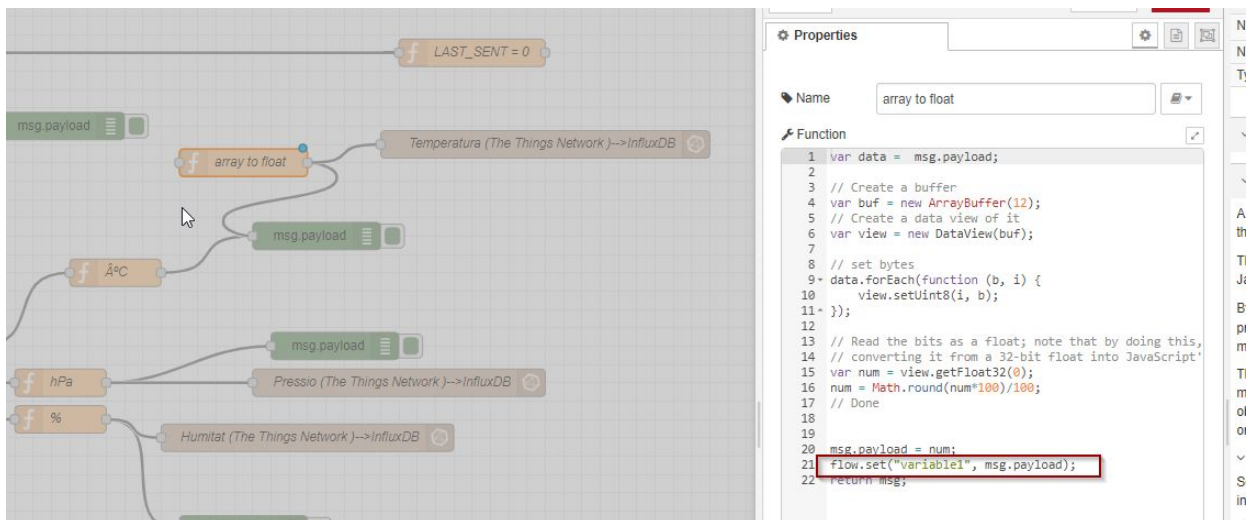 LAST_SENT = 0
msg.payload
Temperatura (The Things Network )-->InfluxDB
array to float
msg.payload
ÂºC
msg.payload
hPa
Pressio (The Things Network )-->InfluxDB
%
Humitat (The Things Network )-->InfluxDB
Properties
Name
array to float
Function
1 var data =  msg.payload;
2
3 // Create a buffer
4 var buf = new ArrayBuffer(12);
5 // Create a data view of it
6 var view = new DataView(buf);
7
8 // set bytes
9 data.forEach(function (b, i) {
10     view.setUint8(i, b);
11 });
12
13 // Read the bits as a float; note that by doing this,
14 // converting it from a 32-bit float into JavaScript'
15 var num = view.getFloat32(0);
16 num = Math.round(num*100)/100;
17 // Done
18
19
20 msg.payload = num;
21 flow.set("variable1", msg.payload);
22 return msg;